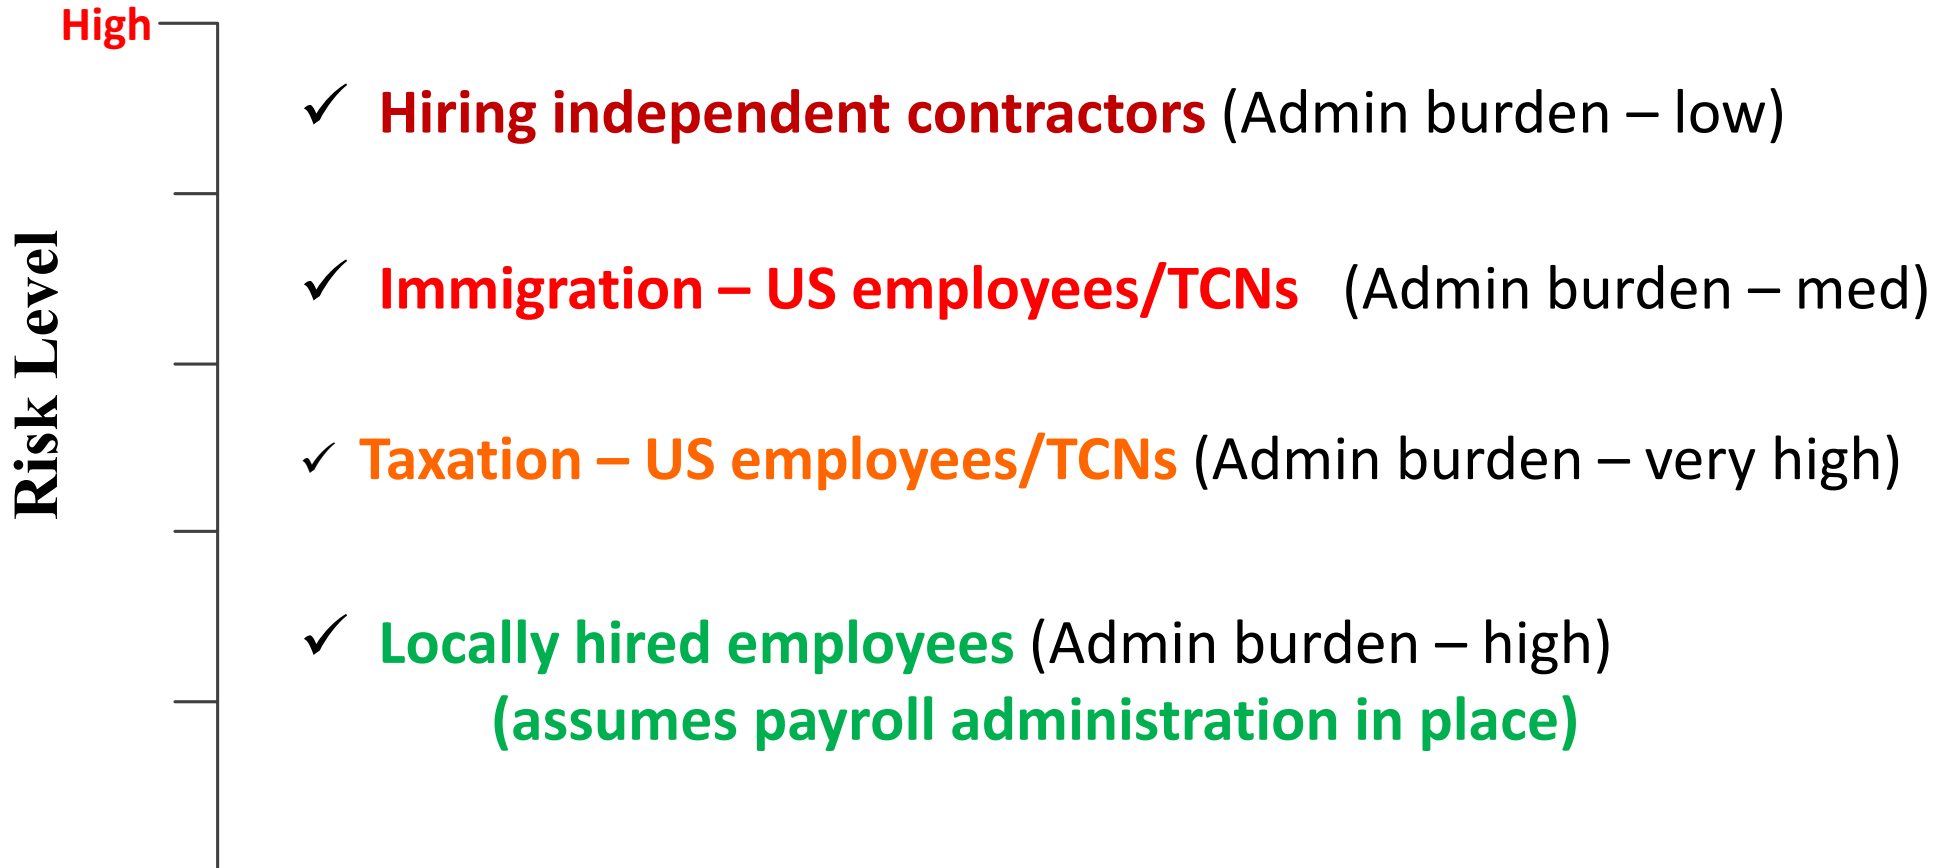 High
Risk Level
✓ Hiring independent contractors (Admin burden – low)
✓ Immigration – US employees/TCNs (Admin burden – med)
✓ Taxation – US employees/TCNs (Admin burden – very high)
✓ Locally hired employees (Admin burden – high)
(assumes payroll administration in place)